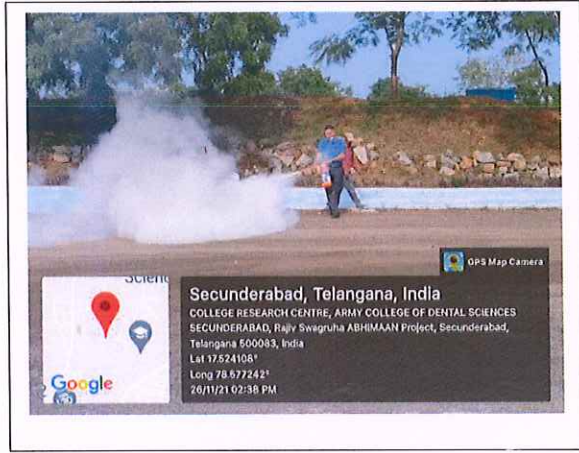 Scienc
GPS Map Camera
Secunderabad, Telangana, India
COLLEGE RESEARCH CENTRE, ARMY COLLEGE OF DENTAL SCIENCES
SECUNDERABAD, Rajiv Swagruha ABHIMAAN Project, Secunderabad,
Telangana 500083, India
Lat 17.524108°
Long 78.577242°
26/11/21 02:38 PM
Google